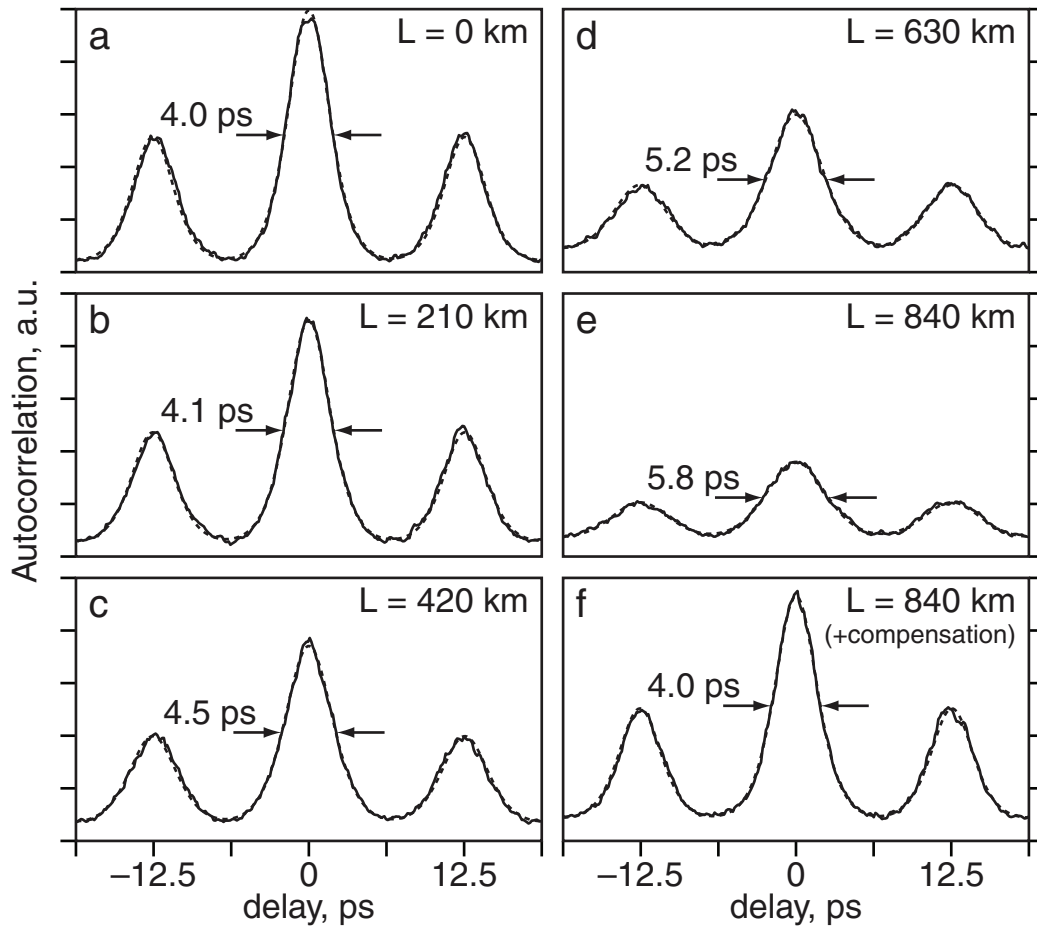 Autocorrelation, a.u.
a
L = 0 km
4.0 ps
b
L = 210 km
4.1 ps
c
L = 420 km
4.5 ps
−12.5
0
12.5
delay, ps
d
L = 630 km
5.2 ps
e
L = 840 km
5.8 ps
f
L = 840 km
(+compensation)
4.0 ps
−12.5
0
12.5
delay, ps